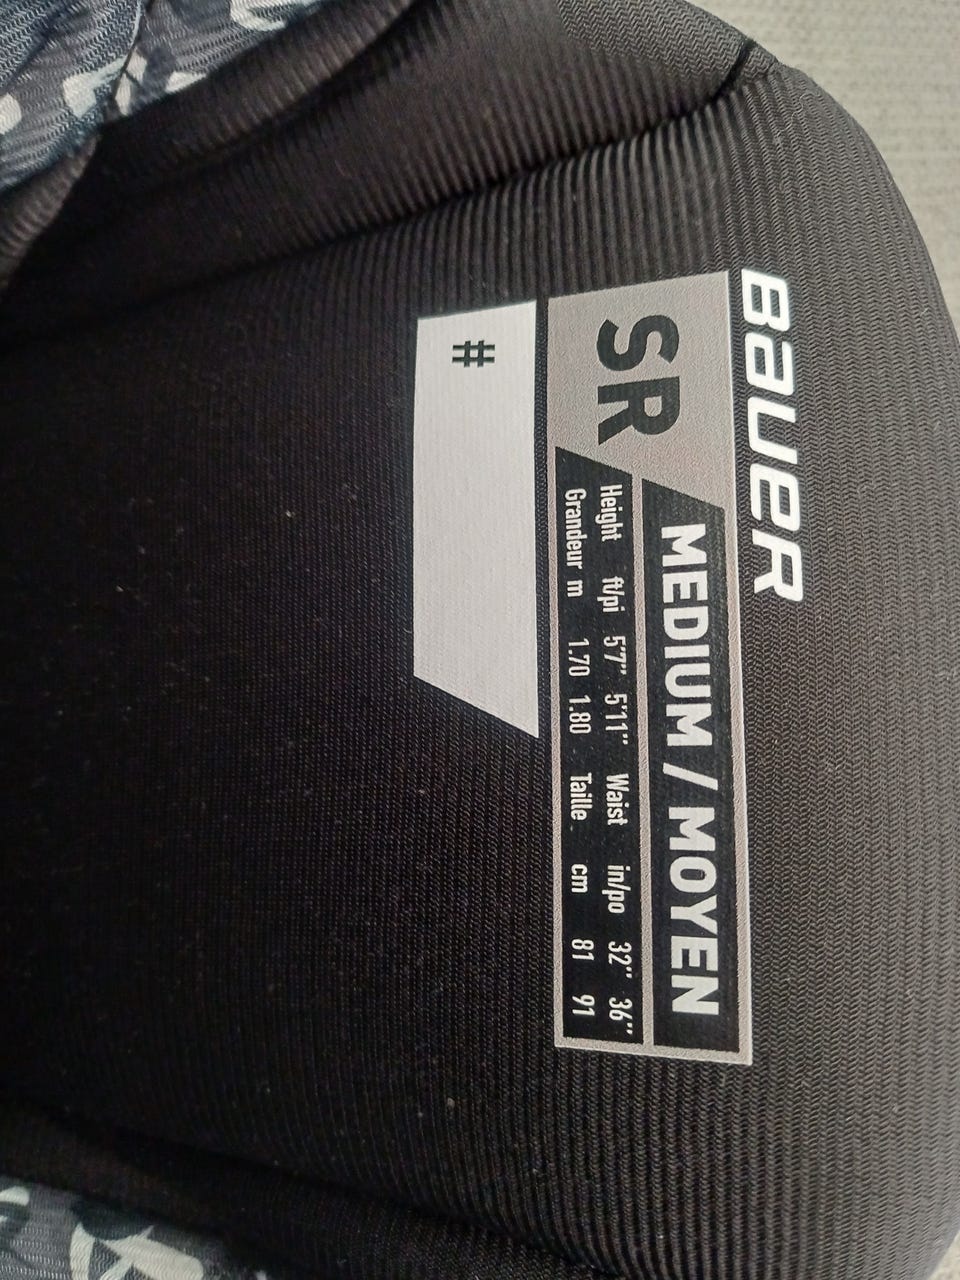 BAUER
SR
MEDIUM / MOYEN
Height ft/pi 5'7" 5'11" Waist in/po 32" 36"
Grandeur m 1.70 1.80 Taille cm 81 91
#